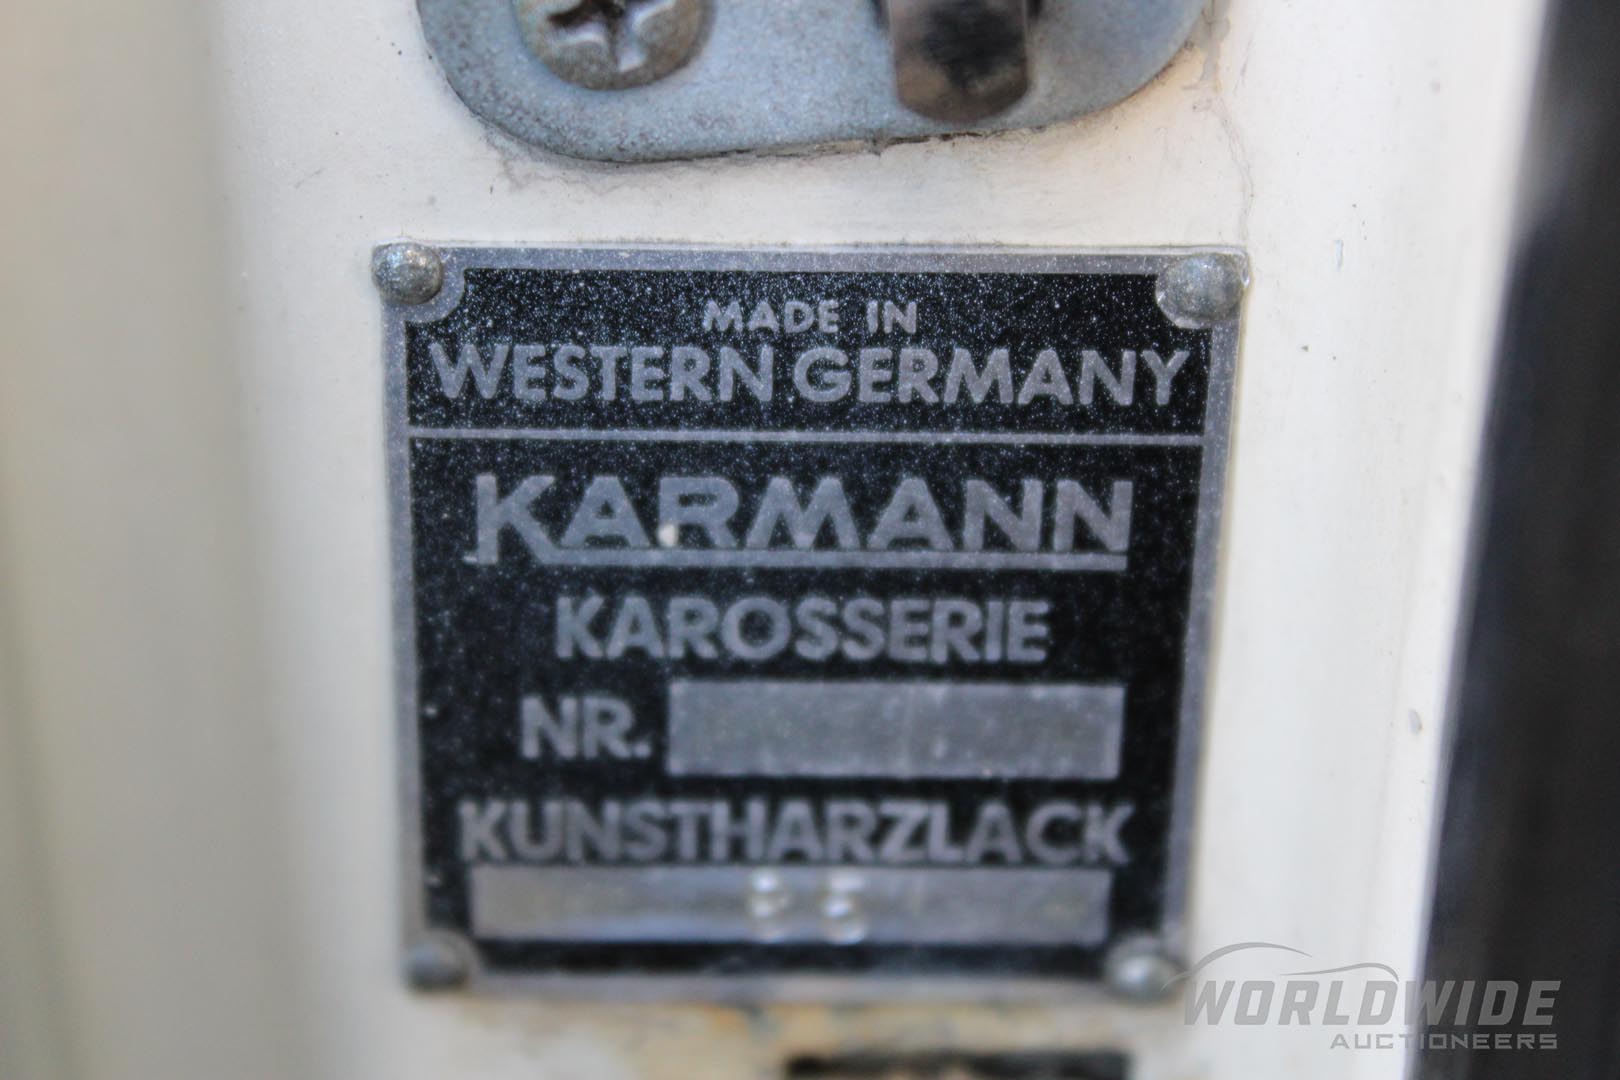 MADE IN
WESTERN GERMANY
KARMANN
KAROSSERIE
NR.
KUNSTHARZLACK
WORLDWIDE
AUCTIONEERS